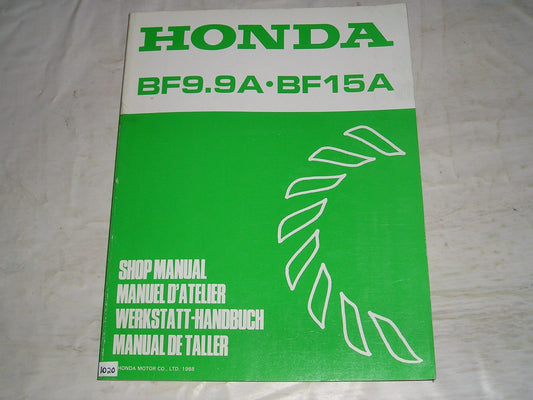 HONDA
BF9.9A·BF15A
SHOP MANUAL
MANUEL D'ATELIER
WERKSTATT-HANDBUCH
MANUAL DE TALLER
1020
HONDA MOTOR CO., LTD. 1988